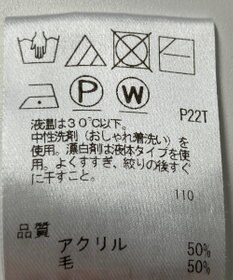 P W
P22T
液温は30℃以下。
中性洗剤(おしゃれ着洗い)を
使用。漂白剤は液体タイプを使
用。よくすすぎ、絞りの後すぐ
に干すこと。
110
品質
アクリル 50%
毛 50%